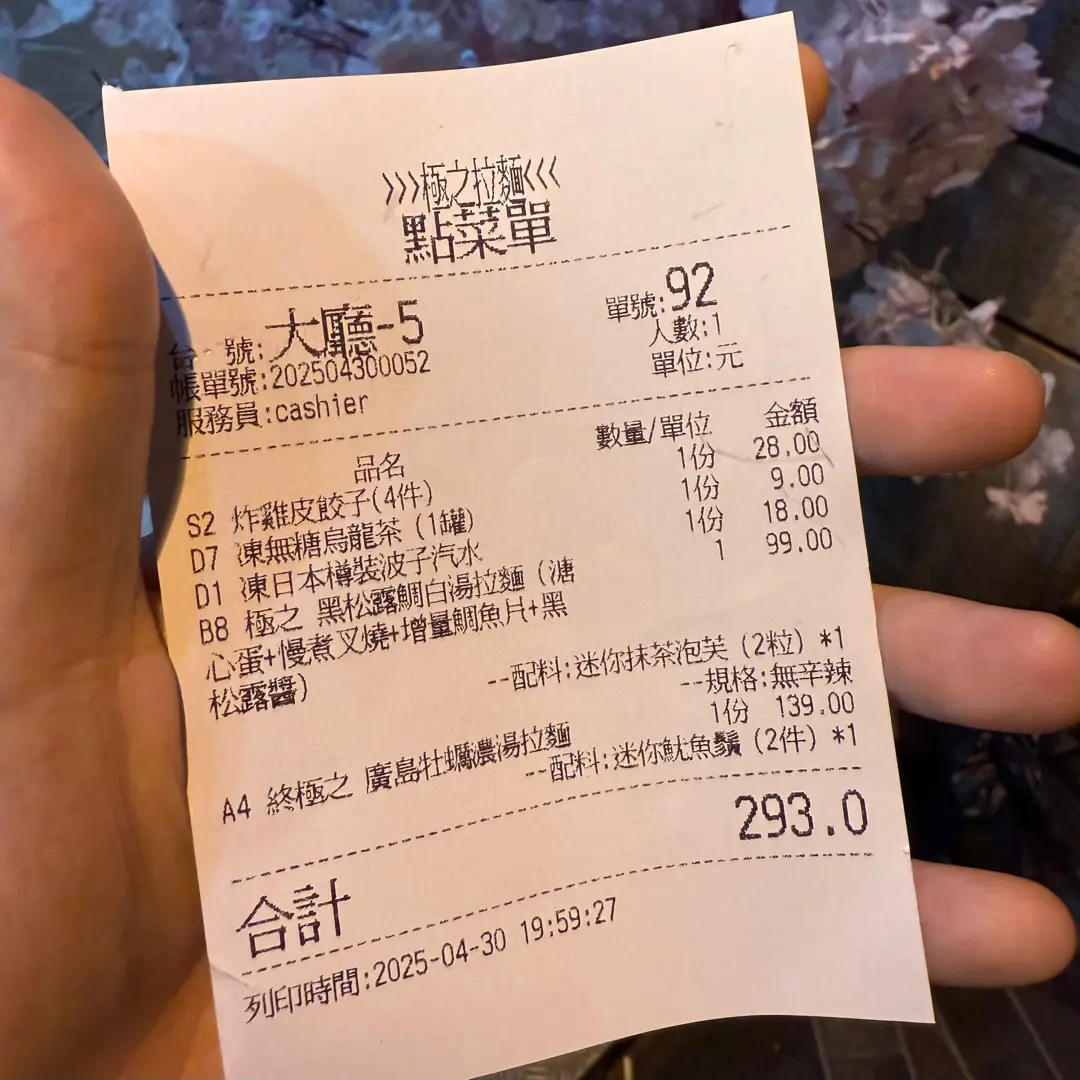 >>>極之拉麵<<<
點菜單
台 號:大廳-5 單號:92
帳單號:202504300052 人數:1
服務員:cashier 單位:元
品名 數量/單位 金額
S2 炸雞皮餃子(4件) 1份 28.00
D7 凍無糖烏龍茶 (1罐) 1份 9.00
D1 凍日本樽裝波子汽水 1份 18.00
B8 極之 黑松露鯛白湯拉麵 (溏 1 99.00
心蛋+慢煮叉燒+增量鯛魚片+黑
松露醬)
--配料:迷你抹茶泡芙 (2粒) *1
--規格:無辛辣
A4 終極之 廣島牡蠣濃湯拉麵 1份 139.00
--配料:迷你魷魚鬚 (2件) *1
合計 293.0
列印時間:2025-04-30 19:59:27